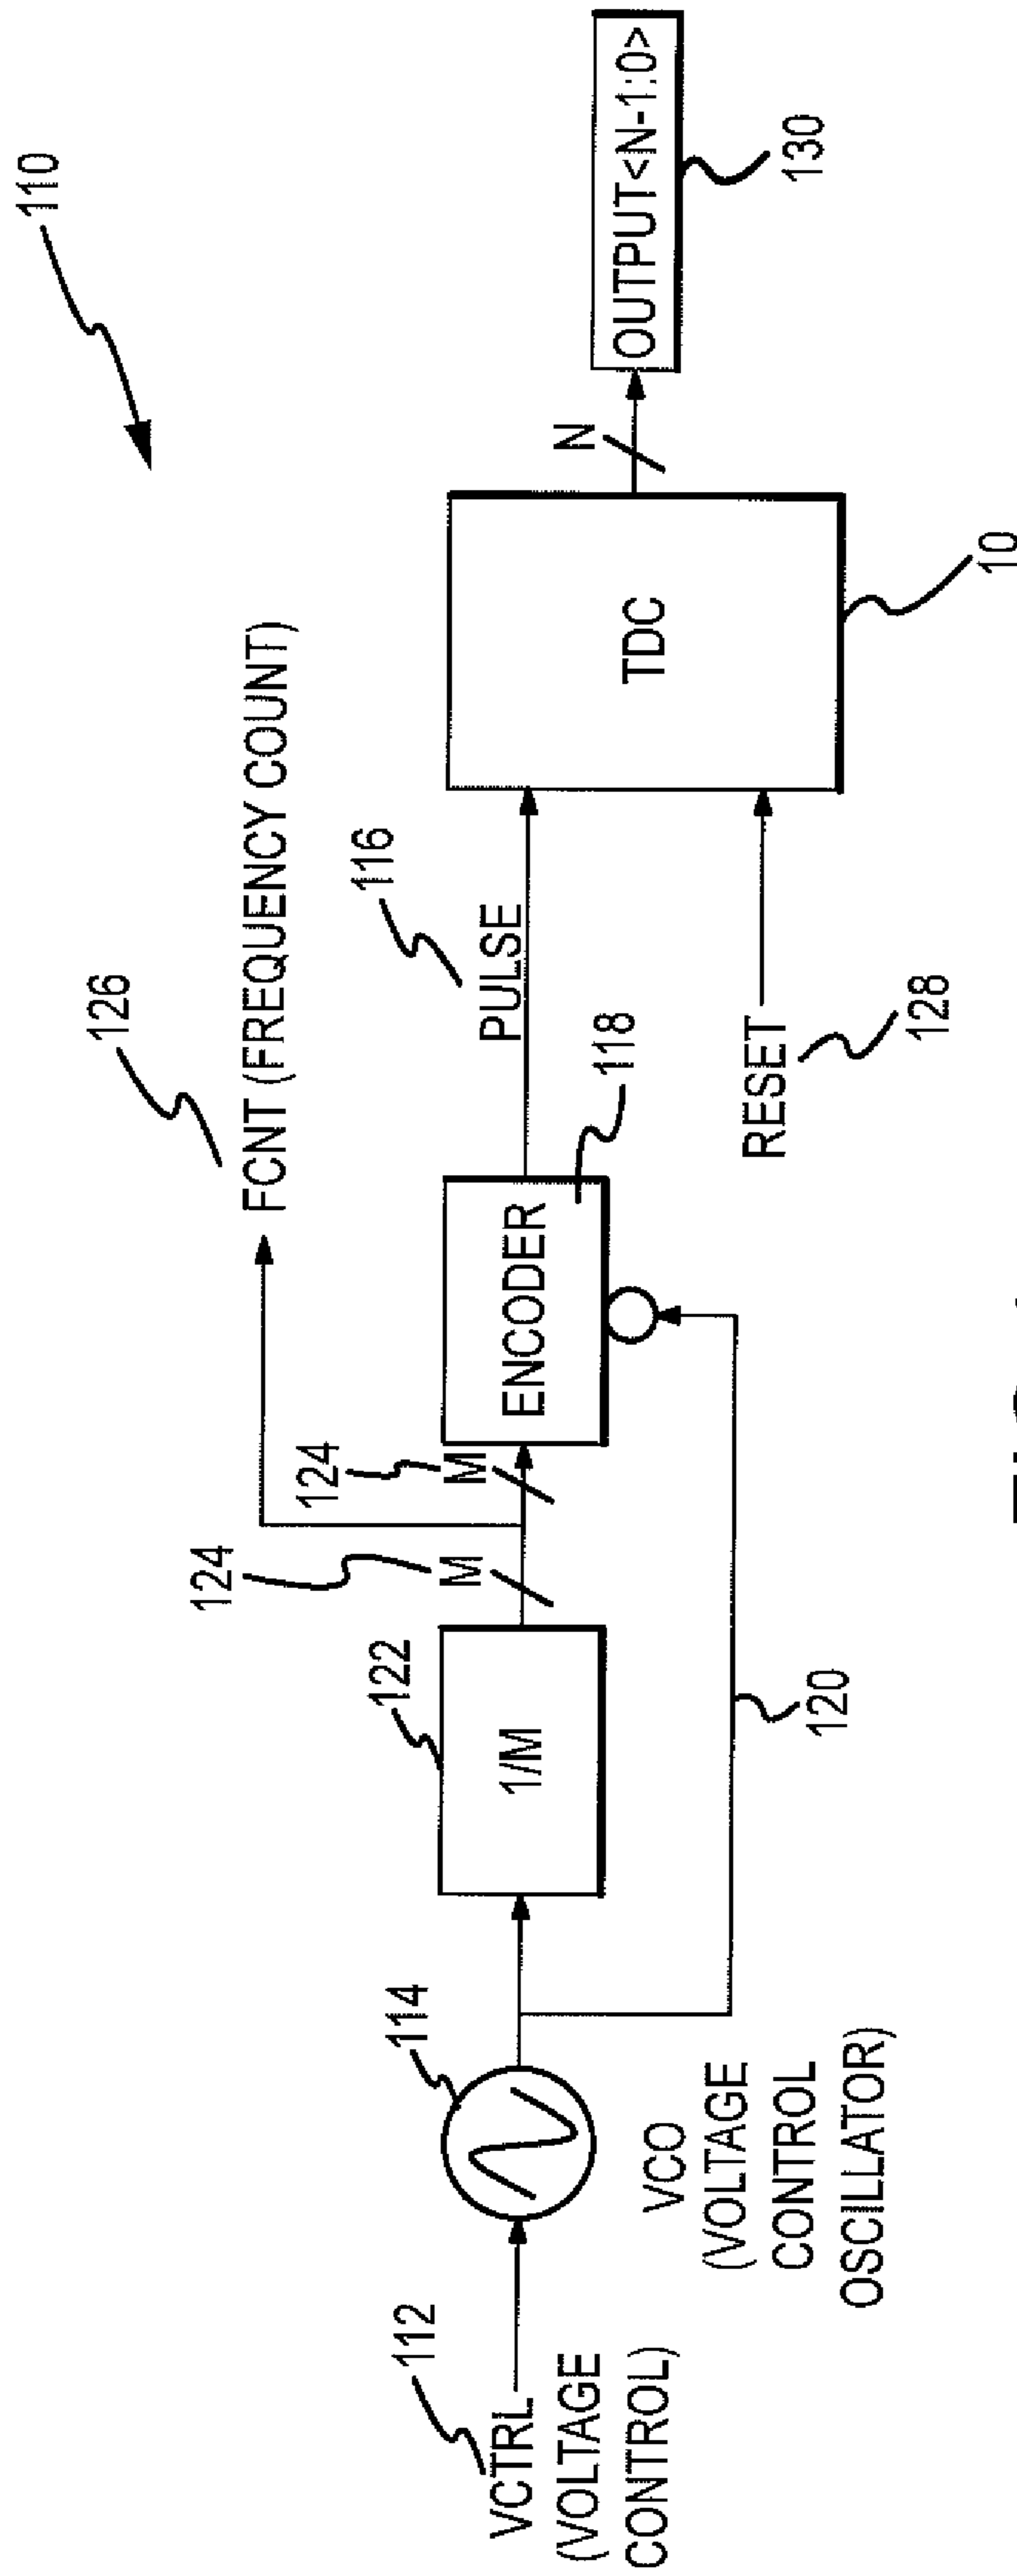 110
126
FCNT (FREQUENCY COUNT)
124
M
124
M
116
PULSE
N
OUTPUT<N-1:0>
130
112
VCTRL
(VOLTAGE
CONTROL)
114
VCO
(VOLTAGE
CONTROL
OSCILLATOR)
122
1/M
120
ENCODER
118
RESET
128
TDC
10